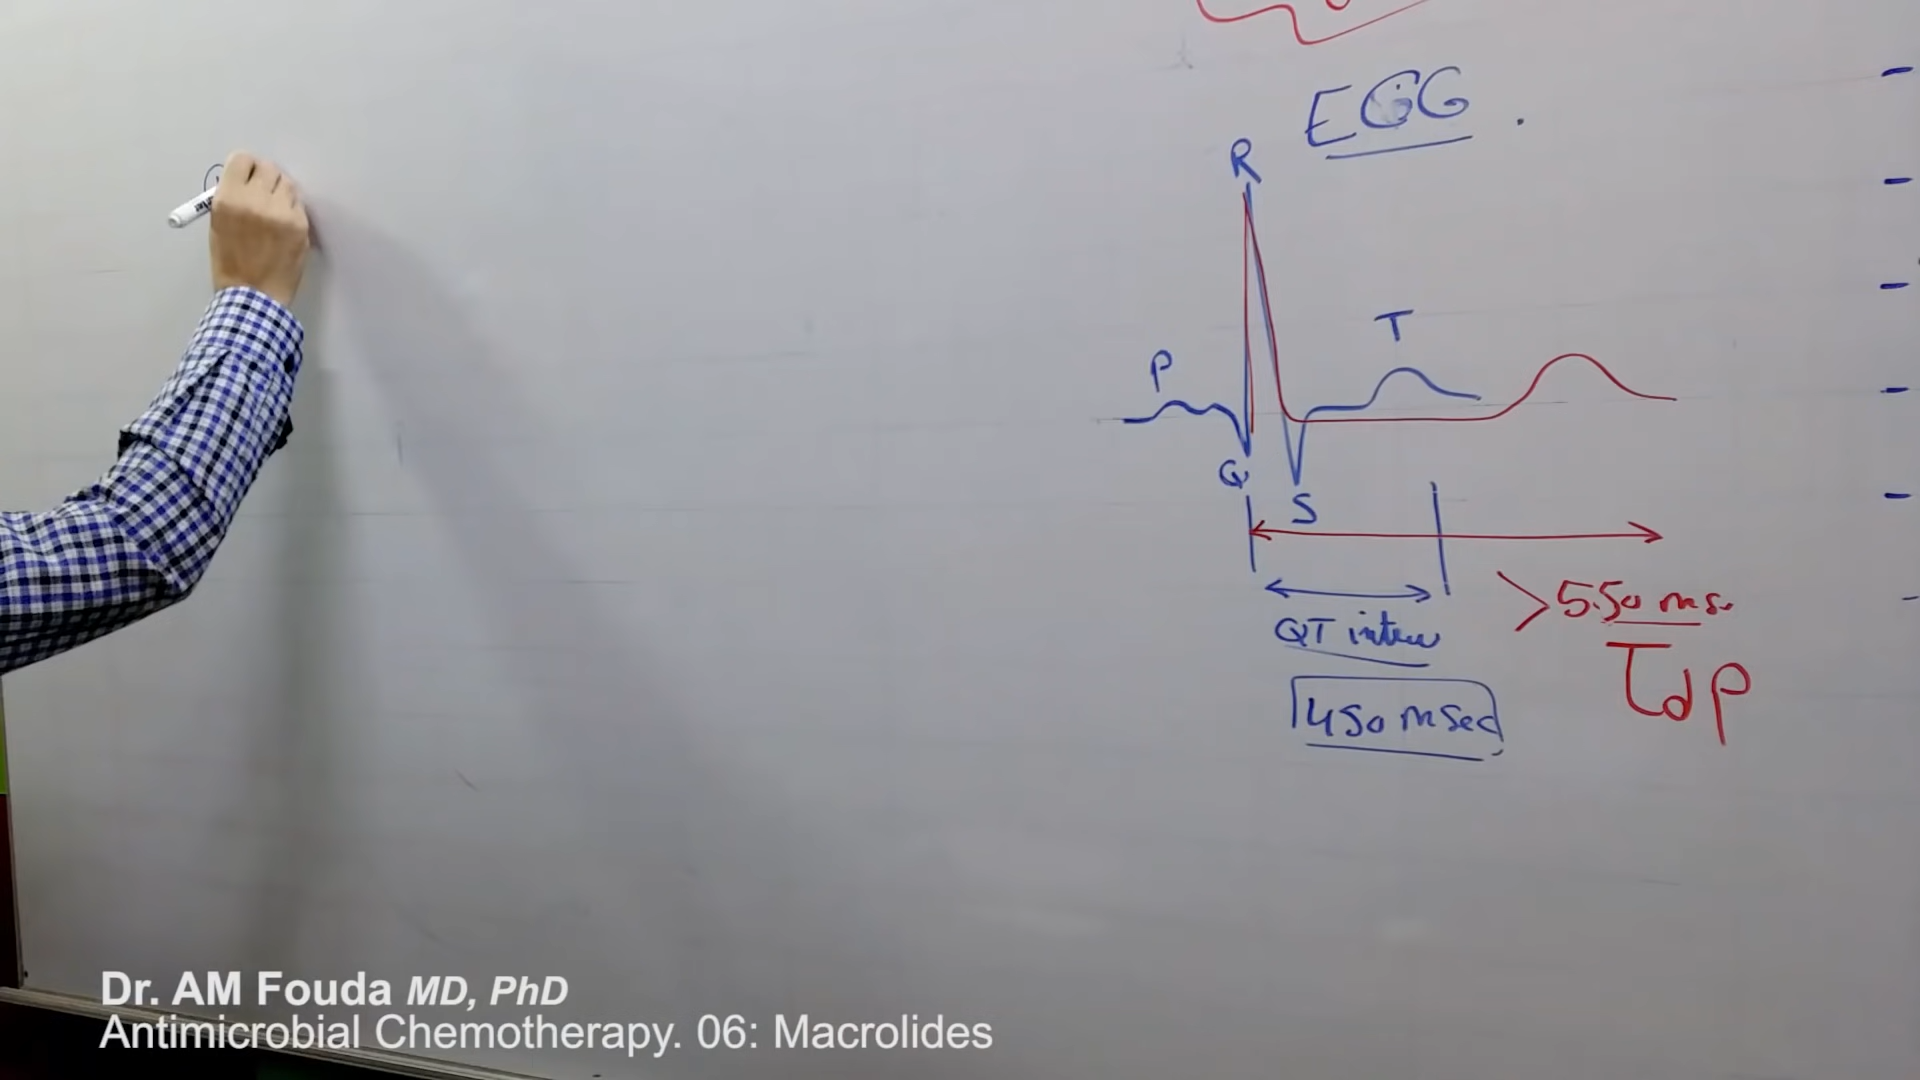 ECG
R
T
P
Q
S
QT interv
450 msec
>550 ms.
TdP
Dr. AM Fouda MD, PhD
Antimicrobial Chemotherapy. 06: Macrolides